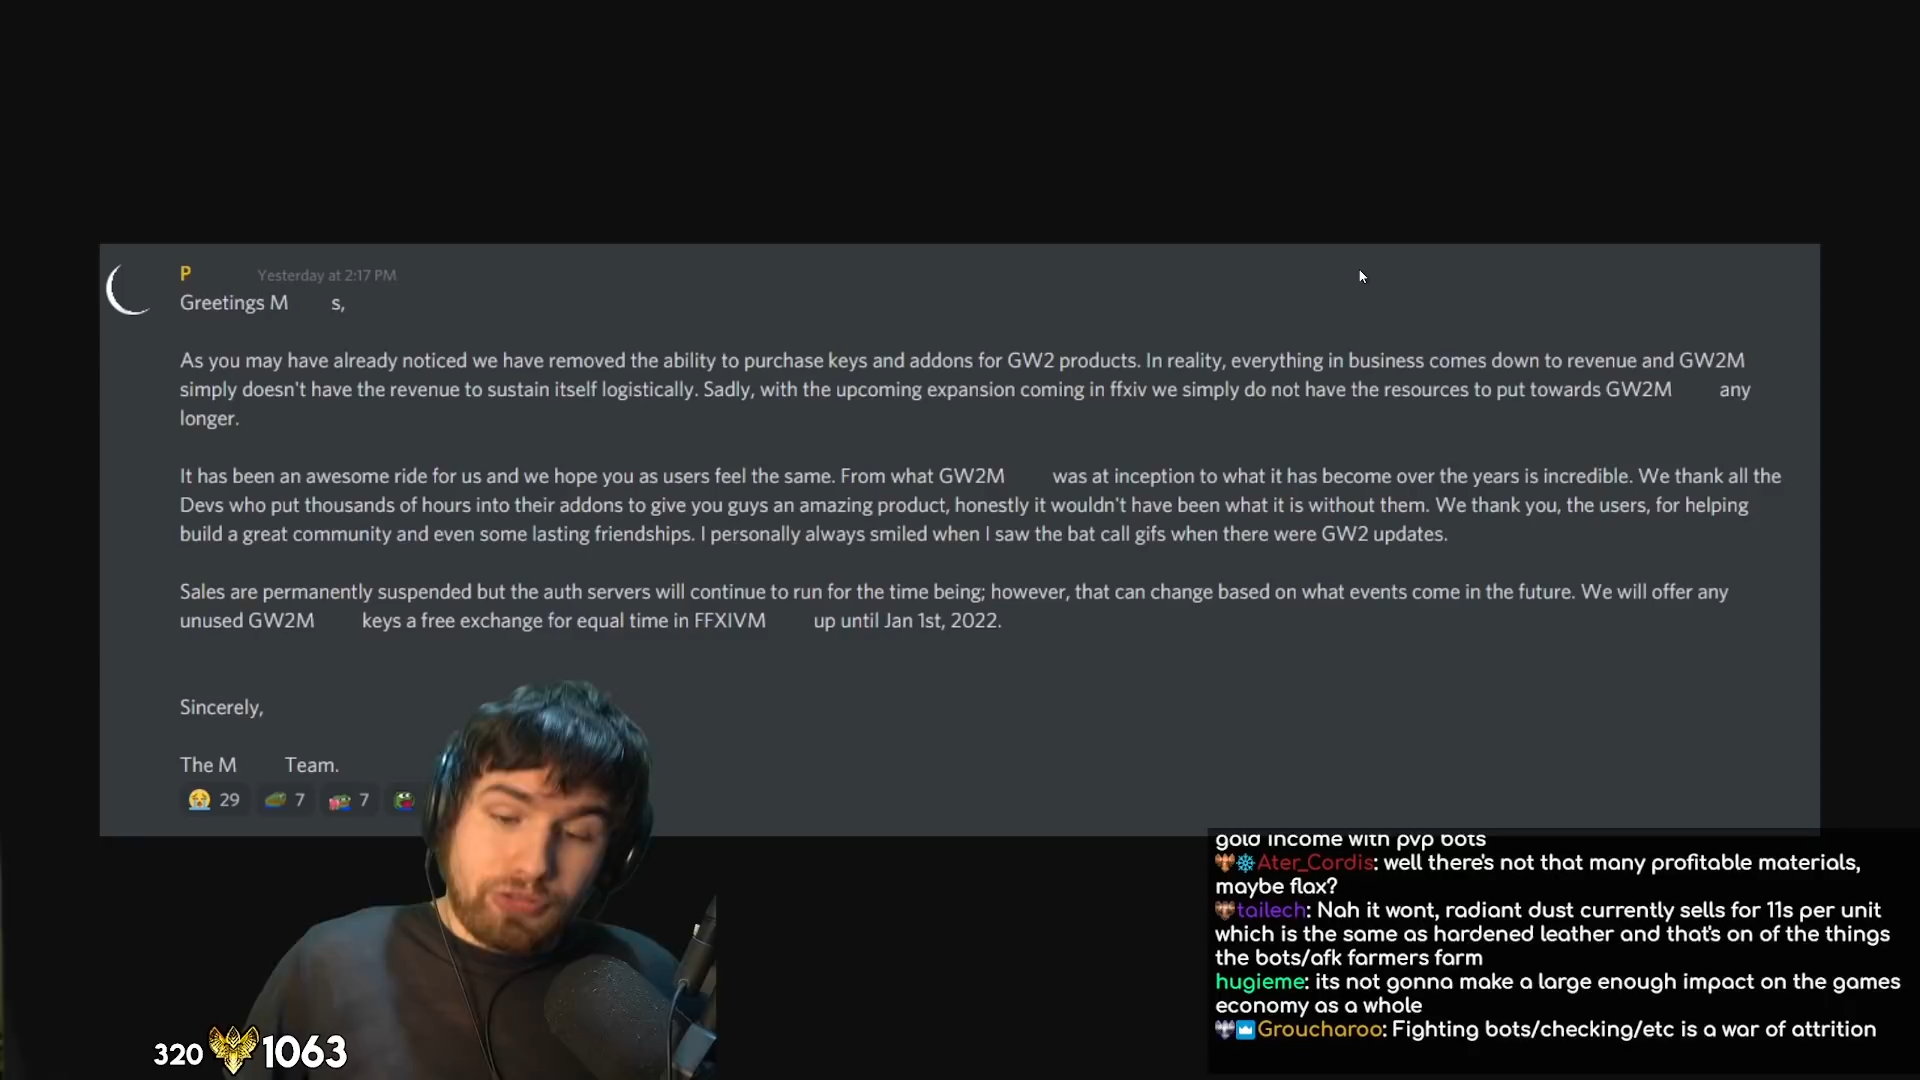 P Yesterday at 2:17 PM
Greetings M s,
As you may have already noticed we have removed the ability to purchase keys and addons for GW2 products. In reality, everything in business comes down to revenue and GW2M
simply doesn't have the revenue to sustain itself logistically. Sadly, with the upcoming expansion coming in ffxiv we simply do not have the resources to put towards GW2M any
longer.
It has been an awesome ride for us and we hope you as users feel the same. From what GW2M was at inception to what it has become over the years is incredible. We thank all the
Devs who put thousands of hours into their addons to give you guys an amazing product, honestly it wouldn't have been what it is without them. We thank you, the users, for helping
build a great community and even some lasting friendships. I personally always smiled when I saw the bat call gifs when there were GW2 updates.
Sales are permanently suspended but the auth servers will continue to run for the time being; however, that can change based on what events come in the future. We will offer any
unused GW2M keys a free exchange for equal time in FFXIVM up until Jan 1st, 2022.
Sincerely,
The M Team.
29 7 7
gold income with pvp bots
Ater_Cordis: well there's not that many profitable materials,
maybe flax?
tailech: Nah it wont, radiant dust currently sells for 11s per unit
which is the same as hardened leather and that's on of the things
the bots/afk farmers farm
hugieme: its not gonna make a large enough impact on the games
economy as a whole
Groucharoo: Fighting bots/checking/etc is a war of attrition
320 1063